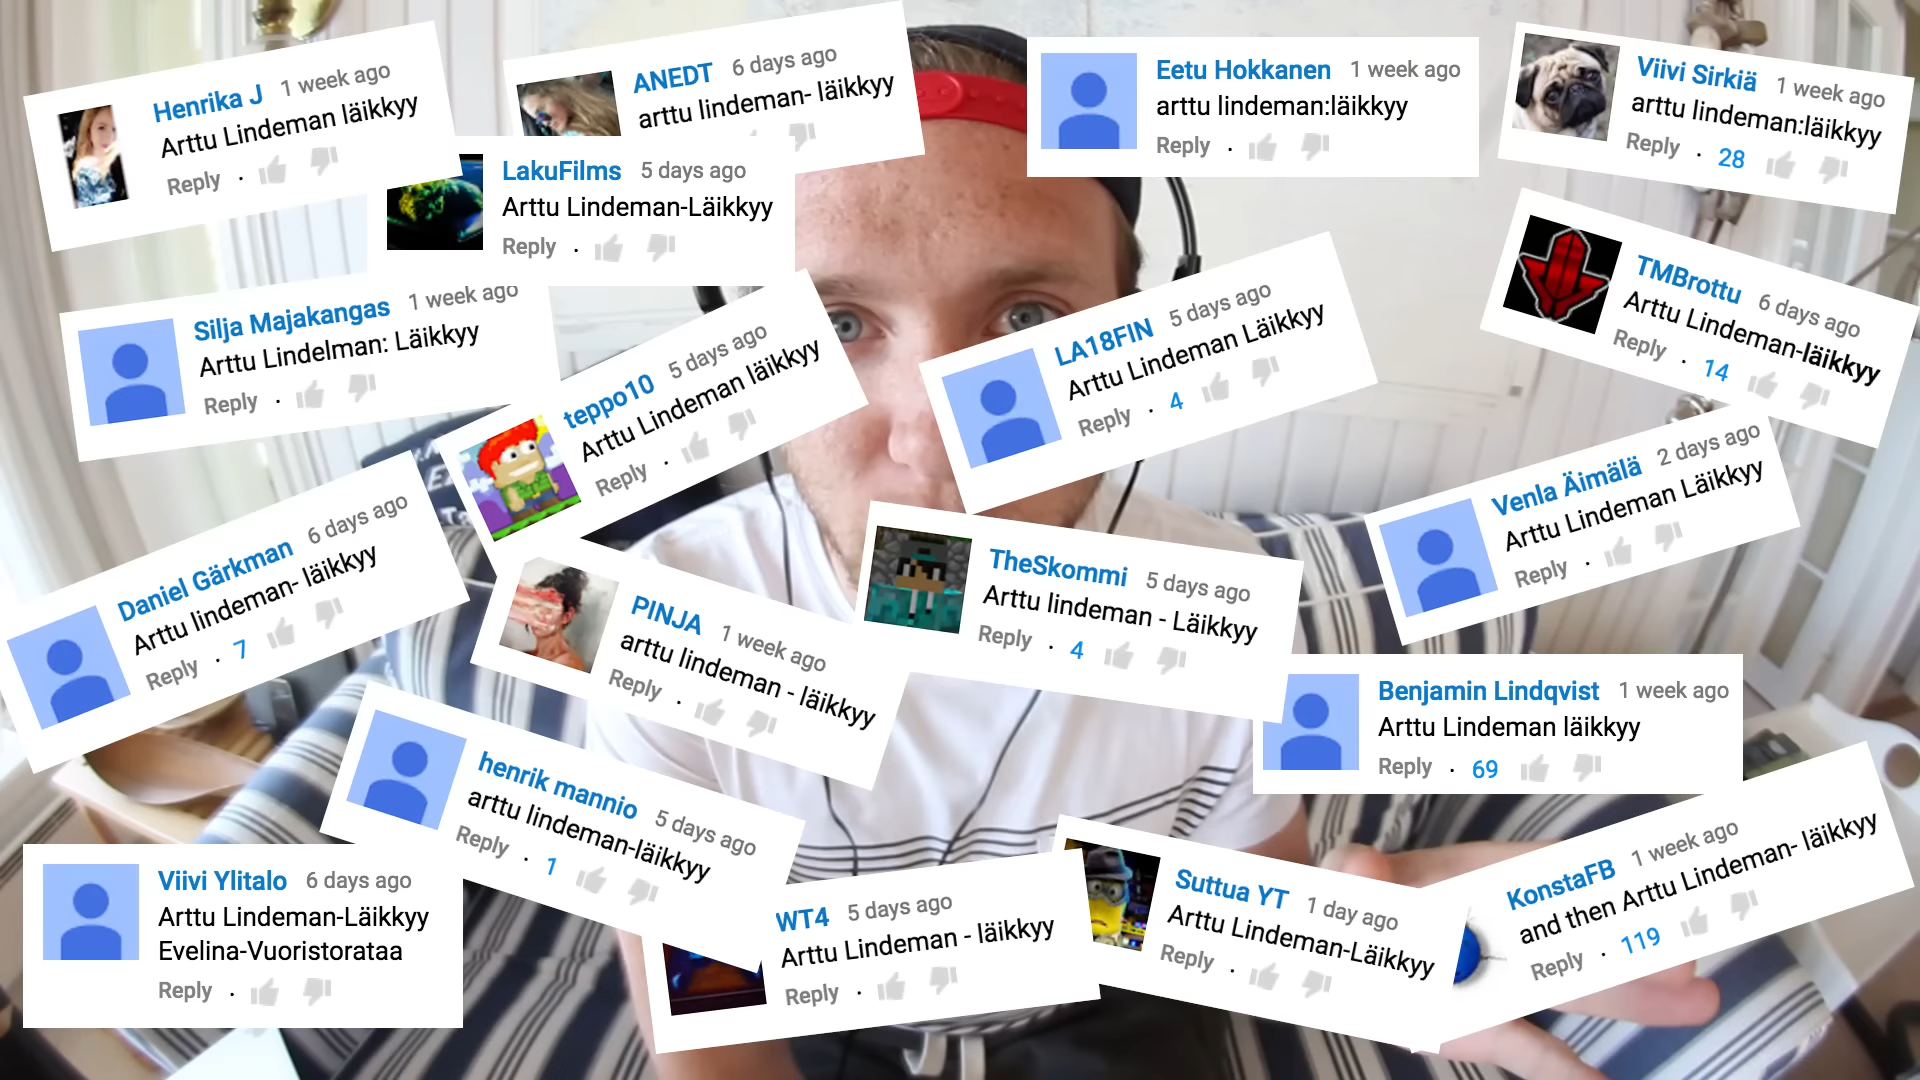 Henrika J 1 week ago
Arttu Lindeman läikkyy
Reply ·
ANEDT 6 days ago
arttu lindeman- läikkyy
Eetu Hokkanen 1 week ago
arttu lindeman:läikkyy
Reply ·
Viivi Sirkiä 1 week ago
arttu lindeman:läikkyy
Reply · 28
LakuFilms 5 days ago
Arttu Lindeman-Läikkyy
Reply ·
TMBrottu 6 days ago
Arttu Lindeman-läikkyy
Reply · 14
Silja Majakangas 1 week ago
Arttu Lindelman: Läikkyy
Reply ·
teppo10 5 days ago
Arttu Lindeman läikkyy
Reply ·
LA18FIN 5 days ago
Arttu Lindeman Läikkyy
Reply · 4
Venla Äimälä 2 days ago
Arttu Lindeman Läikkyy
Reply ·
Daniel Gärkman 6 days ago
Arttu lindeman- läikkyy
Reply · 7
PINJA 1 week ago
arttu lindeman - läikkyy
Reply ·
TheSkommi 5 days ago
Arttu lindeman - Läikkyy
Reply · 4
Benjamin Lindqvist 1 week ago
Arttu Lindeman läikkyy
Reply · 69
henrik mannio 5 days ago
arttu lindeman-läikkyy
Reply · 1
Viivi Ylitalo 6 days ago
Arttu Lindeman-Läikkyy
Evelina-Vuoristorataa
Reply ·
WT4 5 days ago
Arttu Lindeman - läikkyy
Reply ·
Suttua YT 1 day ago
Arttu Lindeman-Läikkyy
Reply ·
KonstaFB 1 week ago
and then Arttu Lindeman- läikkyy
Reply · 119